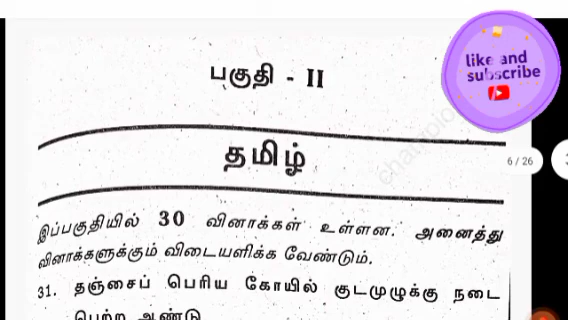 like and
subscribe
பகுதி - II
தமிழ்
6 / 26
இப்பகுதியில் 30 வினாக்கள் உள்ளன. அனைத்து
வினாக்களுக்கும் விடையளிக்க வேண்டும்.
31. தஞ்சைப் பெரிய கோயில் குடமுழுக்கு நடை
பெற்ற ஆண்டு